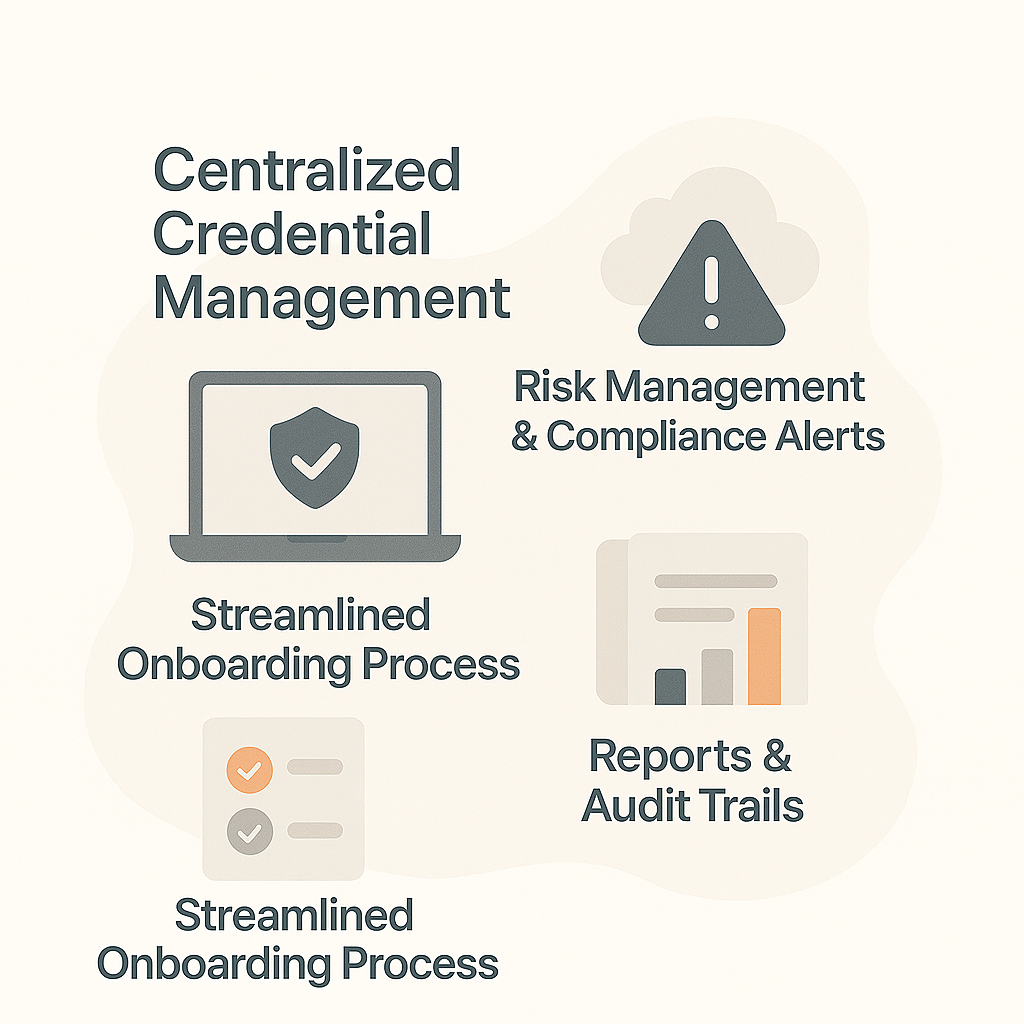 Centralized
Credential
Management
Risk Management
& Compliance Alerts
Streamlined
Onboarding Process
Reports &
Audit Trails
Streamlined
Onboarding Process